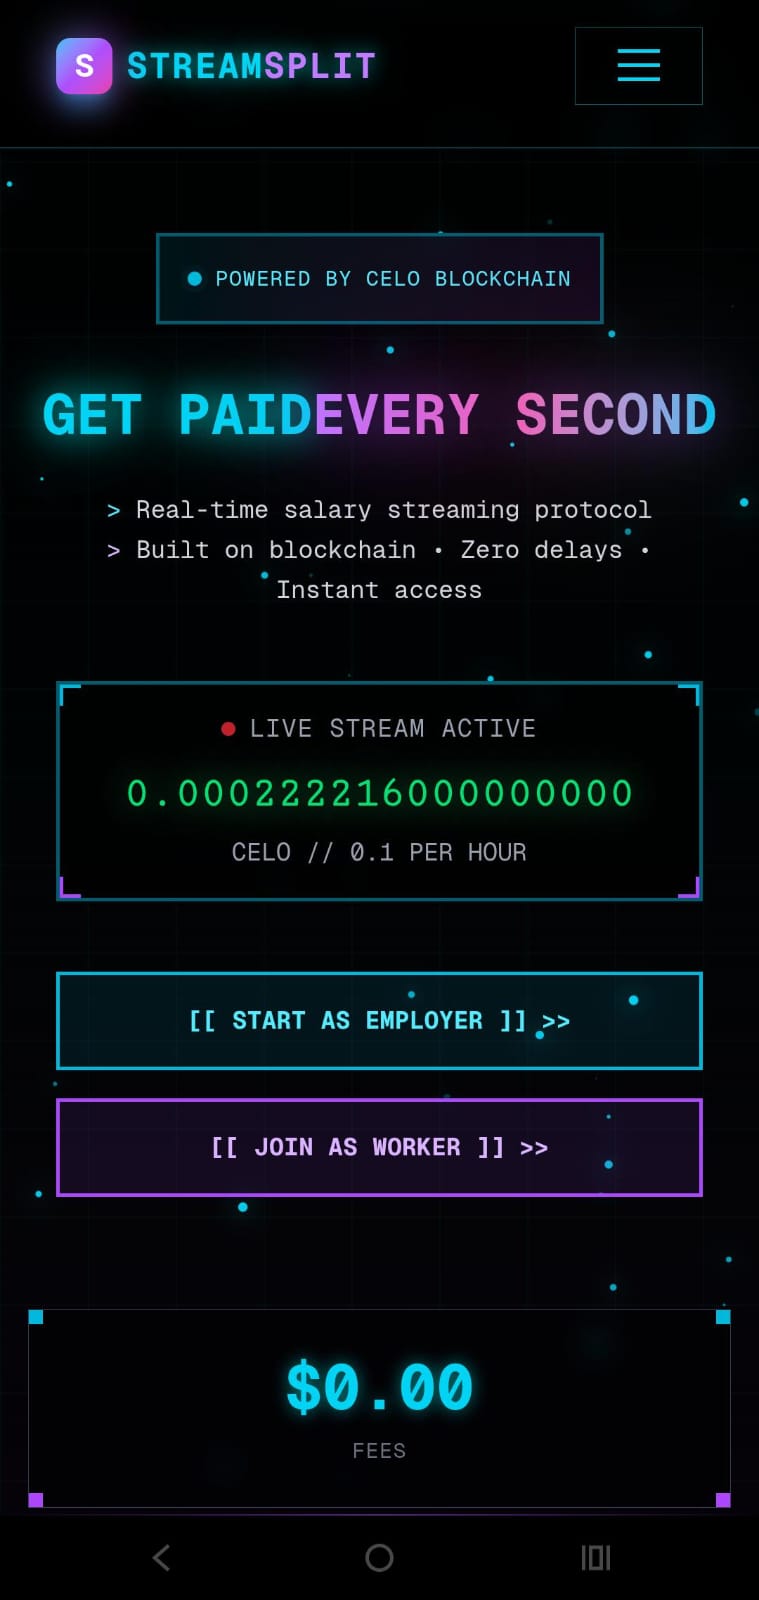 S STREAMSPLIT
POWERED BY CELO BLOCKCHAIN
GET PAIDEVERY SECOND
> Real-time salary streaming protocol
> Built on blockchain • Zero delays •
Instant access
LIVE STREAM ACTIVE
0.000222216000000000
CELO // 0.1 PER HOUR
[[ START AS EMPLOYER ]] >>
[[ JOIN AS WORKER ]] >>
$0.00
FEES